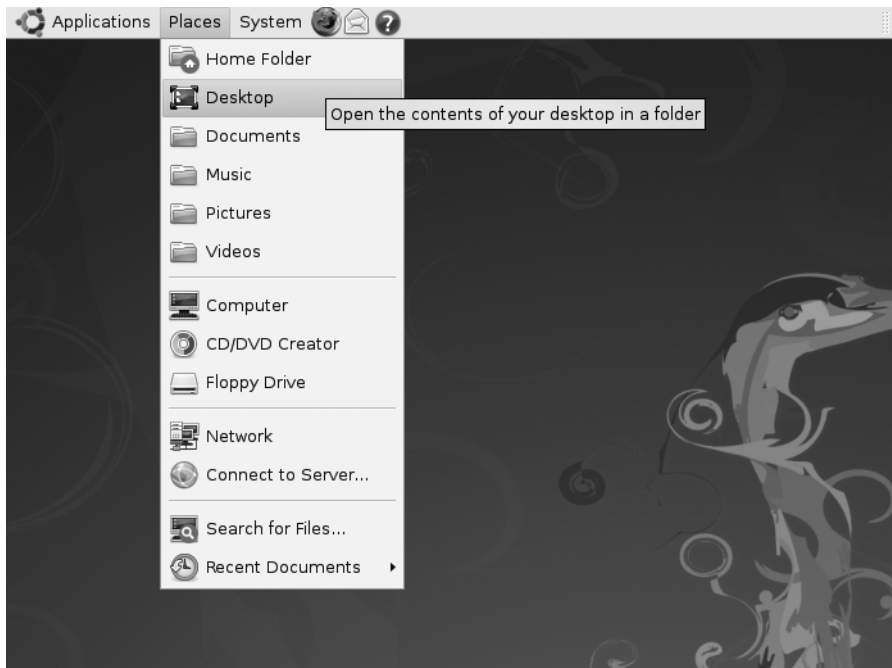 Applications Places System
Home Folder
Desktop
Open the contents of your desktop in a folder
Documents
Music
Pictures
Videos
Computer
CD/DVD Creator
Floppy Drive
Network
Connect to Server...
Search for Files...
Recent Documents